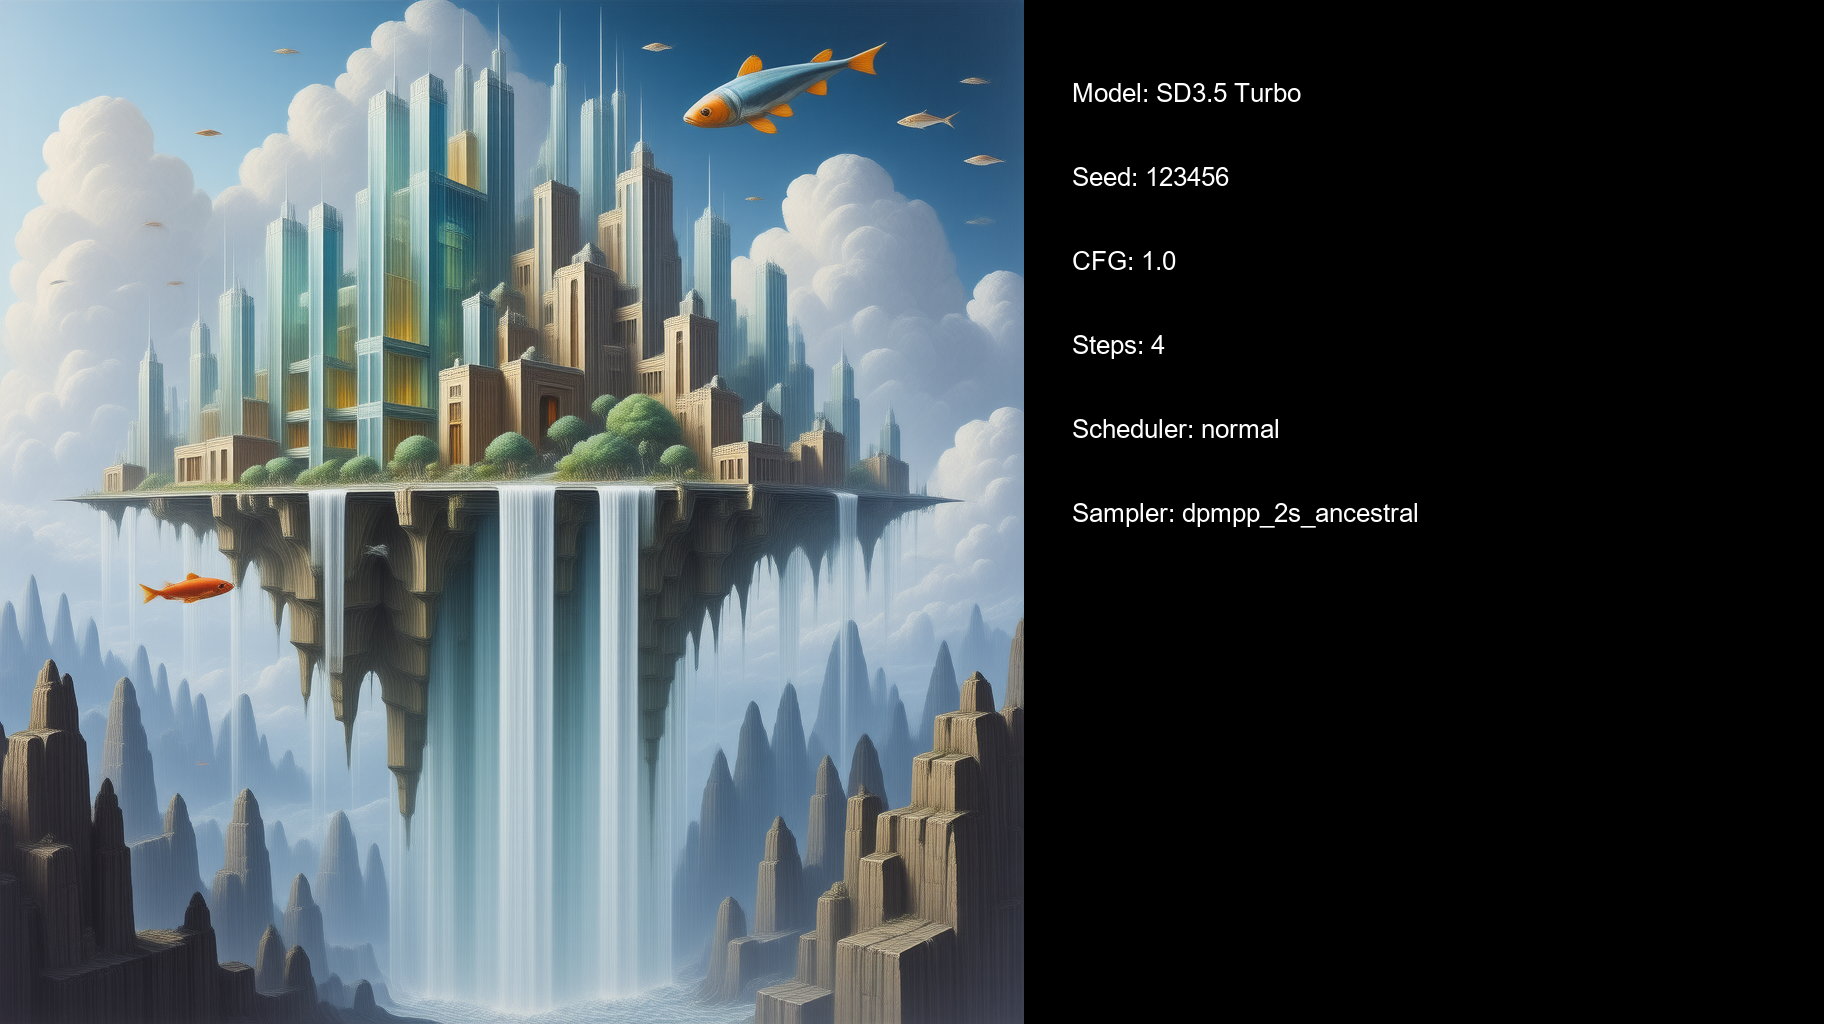 Model: SD3.5 Turbo
Seed: 123456
CFG: 1.0
Steps: 4
Scheduler: normal
Sampler: dpmpp_2s_ancestral